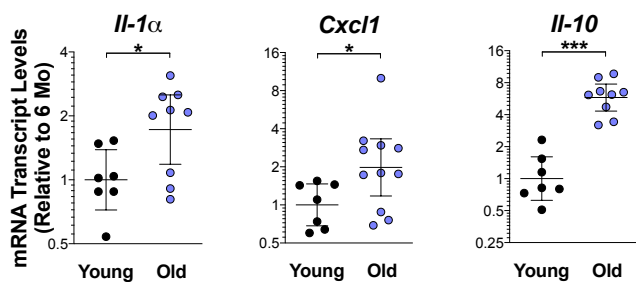 Il-1α
Cxcl1
Il-10
mRNA Transcript Levels
(Relative to 6 Mo)
4
2
1
0.5
*
Young Old
16
8
4
2
1
0.5
*
Young Old
16
8
4
2
1
0.5
0.25
***
Young Old